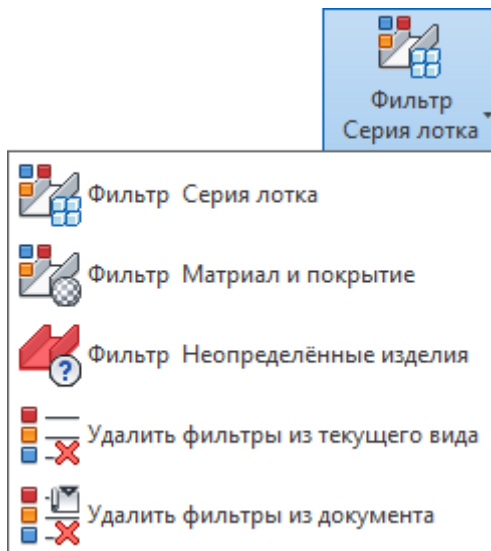 Фильтр
Серия лотка
Фильтр Серия лотка
Фильтр Матриал и покрытие
Фильтр Неопределённые изделия
Удалить фильтры из текущего вида
Удалить фильтры из документа